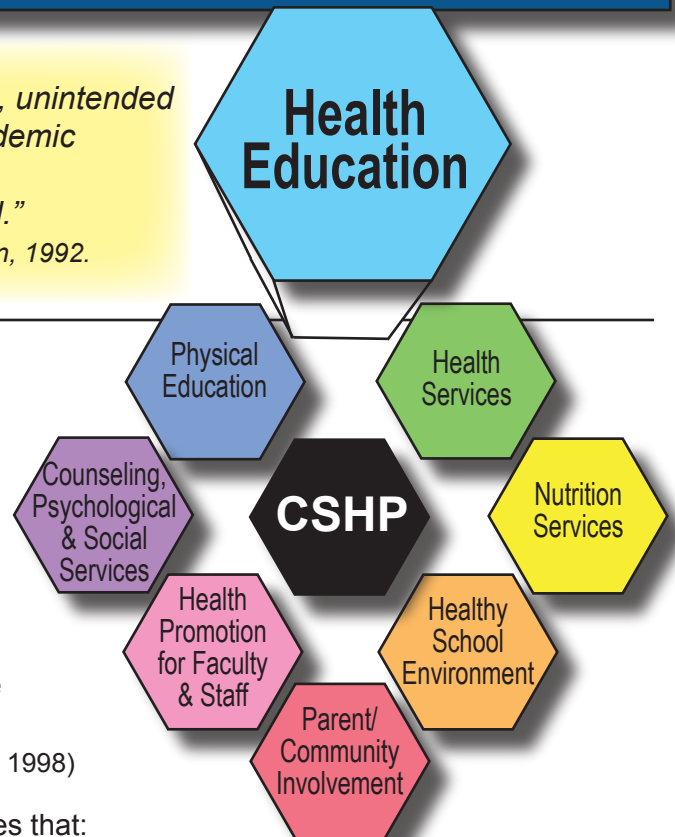 , unintended
demic
.”
n, 1992.
Health
Education
Physical
Education
Health
Services
Counseling,
Psychological
& Social
Services
CSHP
Nutrition
Services
Health
Promotion
for Faculty
& Staff
Healthy
School
Environment
Parent/
Community
Involvement
1998)
es that: